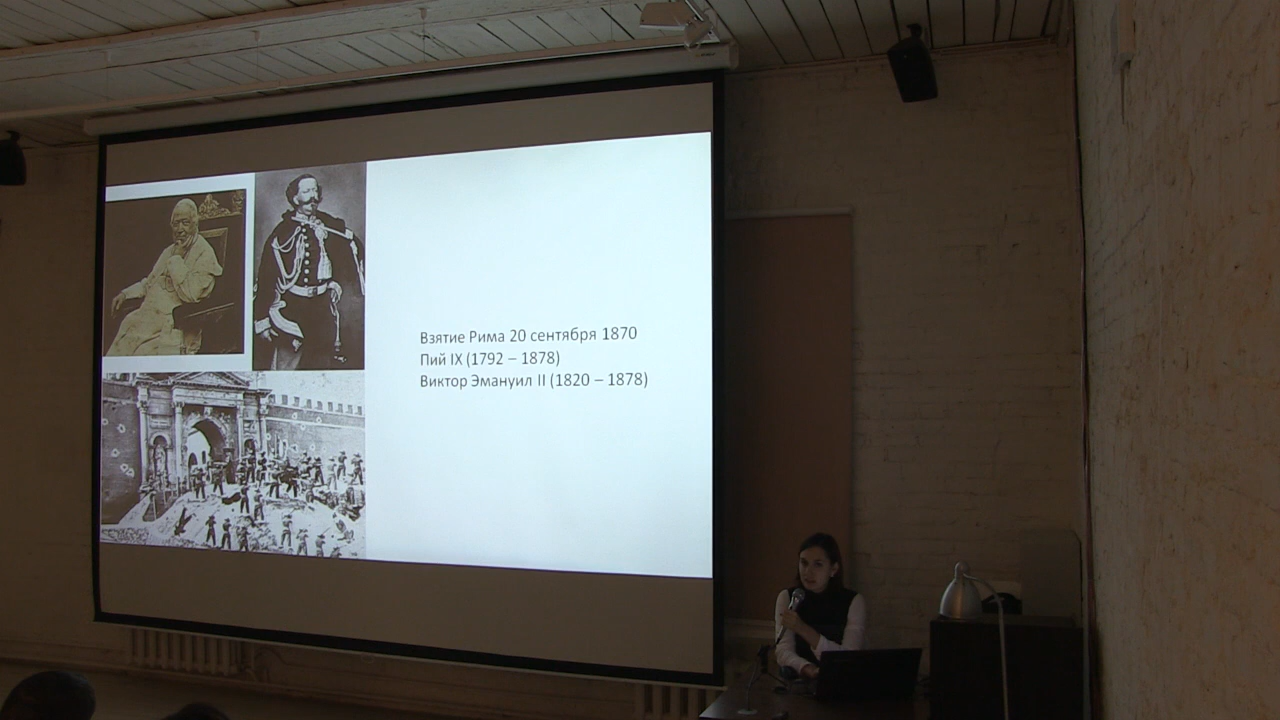 Взятие Рима 20 сентября 1870
Пий IX (1792 – 1878)
Виктор Эмануил II (1820 – 1878)